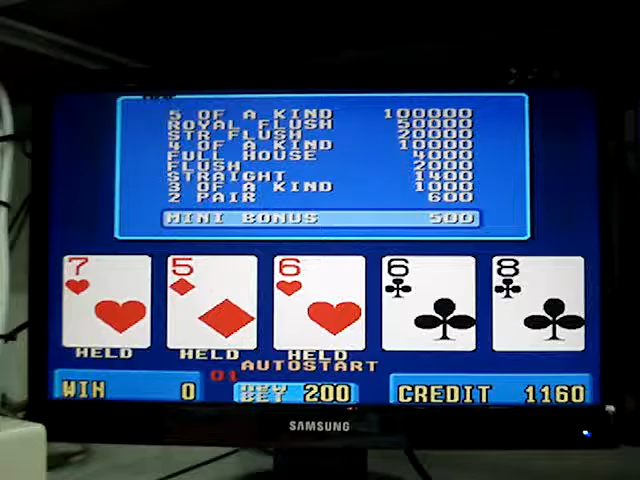 5 OF A KIND 100000
ROYAL FLUSH 50000
STR FLUSH 20000
4 OF A KIND 10000
FULL HOUSE 4000
FLUSH 2000
STRAIGHT 1400
3 OF A KIND 1000
2 PAIR 600
MINI BONUS 500
7 5 6 6 8
HELD HELD HELD
AUTOSTART
01
WIN 0 BET 200 CREDIT 1160
SAMSUNG